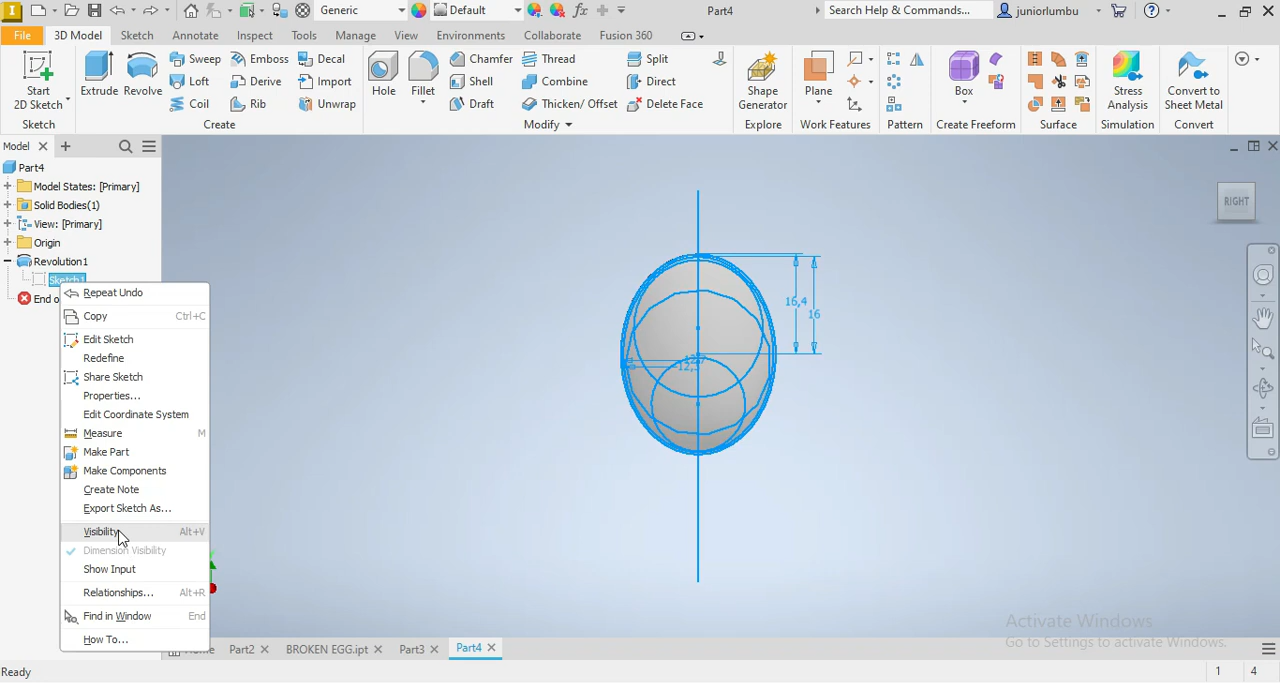 Generic
Default
Part4
Search Help & Commands...
juniorlumbu
File
3D Model
Sketch
Annotate
Inspect
Tools
Manage
View
Environments
Collaborate
Fusion 360
Start
2D Sketch
Extrude
Revolve
Sweep
Emboss
Decal
Loft
Derive
Import
Coil
Rib
Unwrap
Hole
Fillet
Chamfer
Thread
Split
Shell
Combine
Direct
Draft
Thicken/ Offset
Delete Face
Shape
Generator
Plane
Box
Stress
Analysis
Convert to
Sheet Metal
Sketch
Create
Modify
Explore
Work Features
Pattern
Create Freeform
Surface
Simulation
Convert
Model
Part4
Model States: [Primary]
Solid Bodies(1)
View: [Primary]
Origin
Revolution1
Sketch1
End o
Repeat Undo
Copy Ctrl+C
Edit Sketch
Redefine
Share Sketch
Properties...
Edit Coordinate System
Measure M
Make Part
Make Components
Create Note
Export Sketch As...
Visibility Alt+V
Dimension Visibility
Show Input
Relationships... Alt+R
Find in Window End
How To...
RIGHT
16,4
16
Activate Windows
Go to Settings to activate Windows.
Home
Part2
BROKEN EGG.ipt
Part3
Part4
Ready
1
4